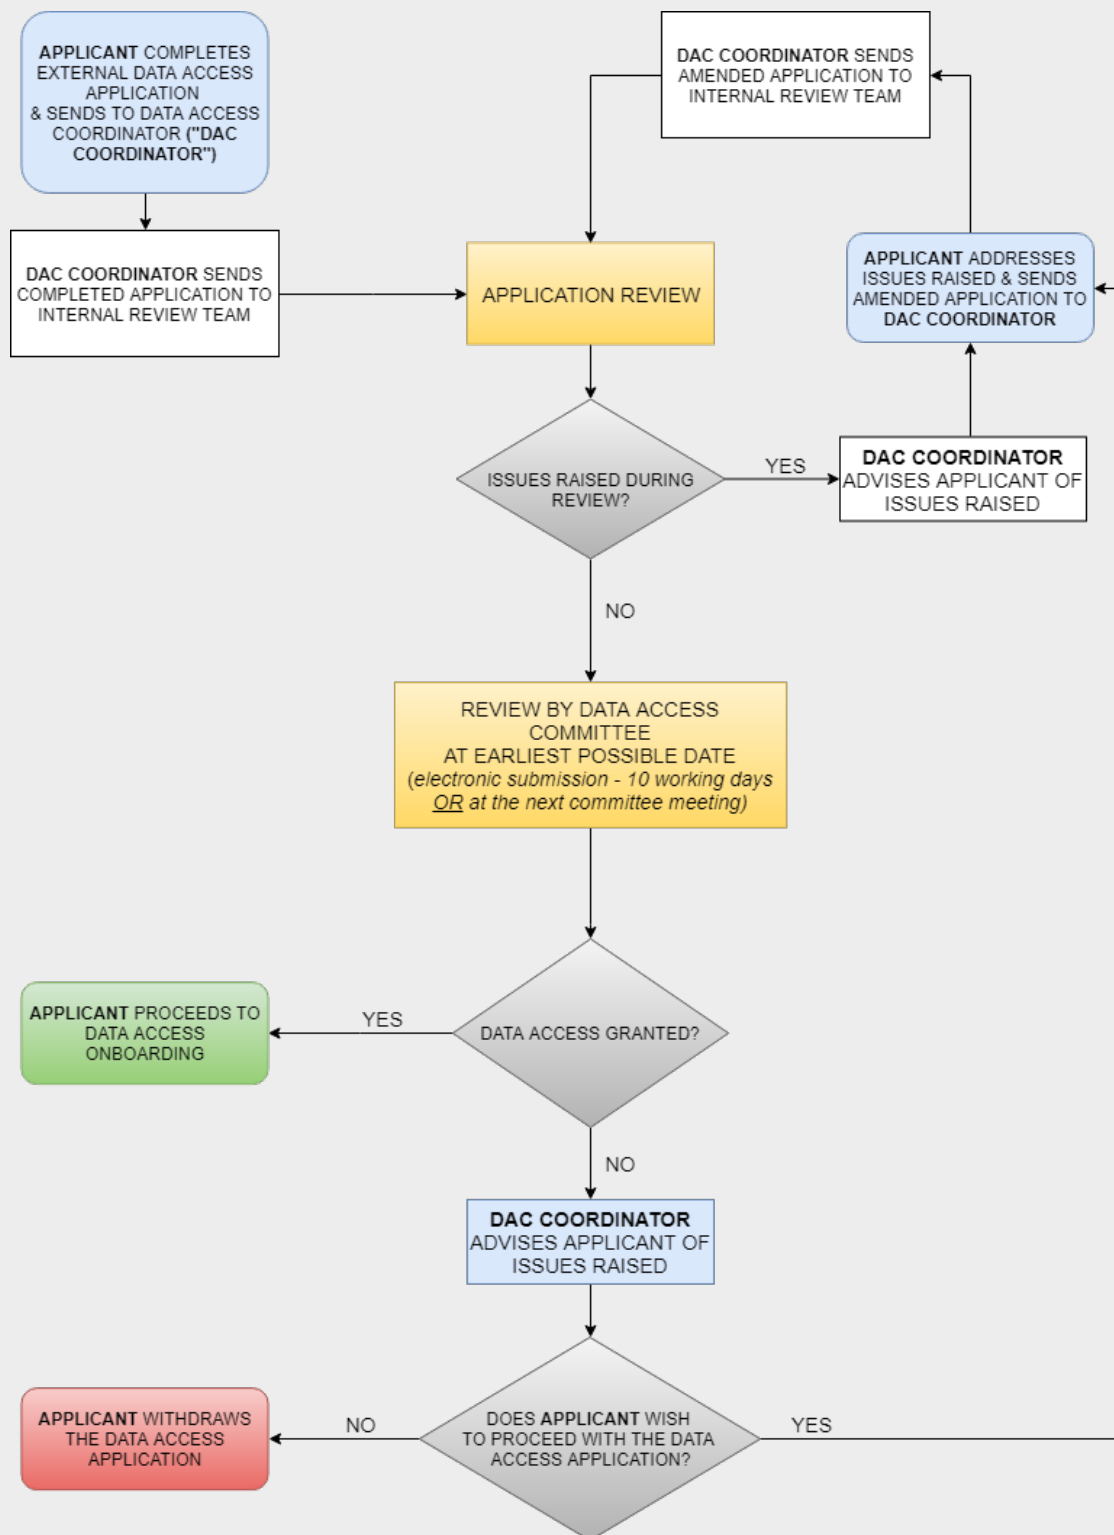 APPLICANT COMPLETES
EXTERNAL DATA ACCESS
APPLICATION
& SENDS TO DATA ACCESS
COORDINATOR ("DAC
COORDINATOR")
DAC COORDINATOR SENDS
AMENDED APPLICATION TO
INTERNAL REVIEW TEAM
DAC COORDINATOR SENDS
COMPLETED APPLICATION TO
INTERNAL REVIEW TEAM
APPLICATION REVIEW
APPLICANT ADDRESSES
ISSUES RAISED & SENDS
AMENDED APPLICATION TO
DAC COORDINATOR
ISSUES RAISED DURING
REVIEW?
YES
DAC COORDINATOR
ADVISES APPLICANT OF
ISSUES RAISED
NO
REVIEW BY DATA ACCESS
COMMITTEE
AT EARLIEST POSSIBLE DATE
(electronic submission - 10 working days
OR at the next committee meeting)
APPLICANT PROCEEDS TO
DATA ACCESS
ONBOARDING
YES
DATA ACCESS GRANTED?
NO
DAC COORDINATOR
ADVISES APPLICANT OF
ISSUES RAISED
APPLICANT WITHDRAWS
THE DATA ACCESS
APPLICATION
NO
DOES APPLICANT WISH
TO PROCEED WITH THE DATA
ACCESS APPLICATION?
YES